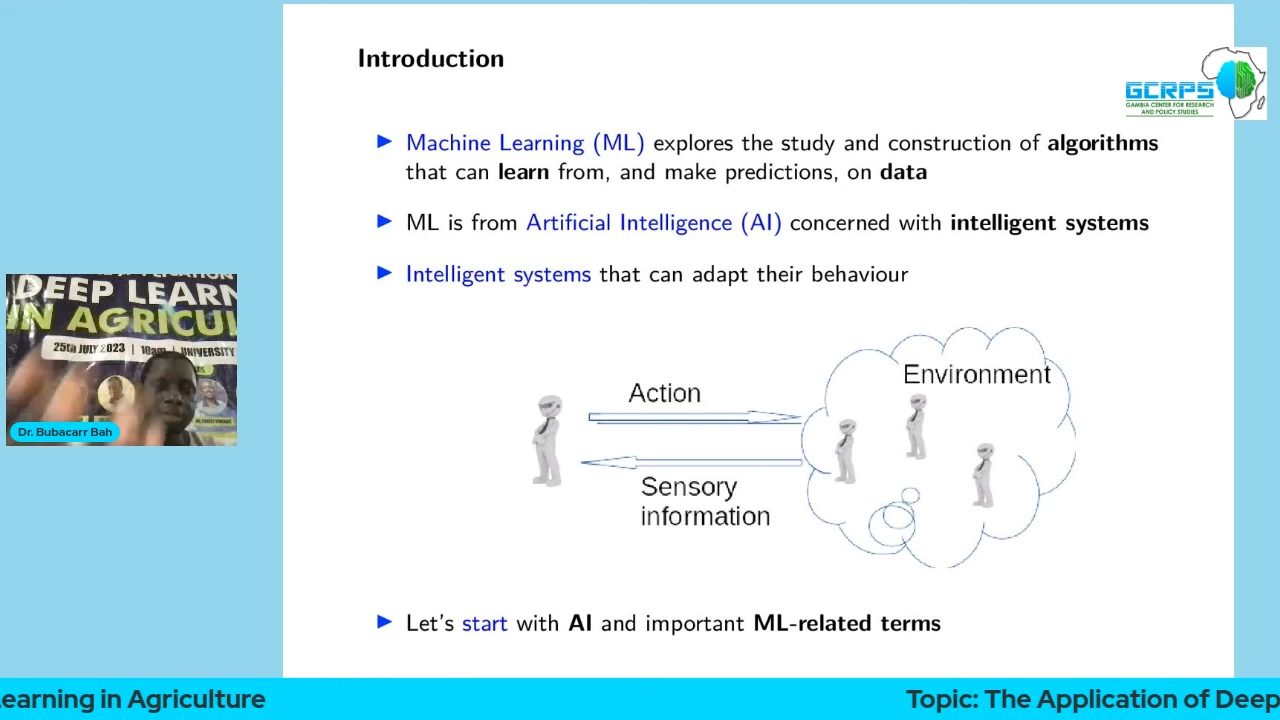 Introduction
GCRPS
GAMBIA CENTER FOR RESEARCH
AND POLICY STUDIES
Machine Learning (ML) explores the study and construction of algorithms
that can learn from, and make predictions, on data
ML is from Artificial Intelligence (AI) concerned with intelligent systems
Intelligent systems that can adapt their behaviour
DEEP LEARN
IN AGRICUL
25th JULY 2023 | 10am | UNIVERSITY
Dr. Bubacarr Bah
Action
Environment
Sensory
information
Let's start with AI and important ML-related terms
earning in Agriculture
Topic: The Application of Deep